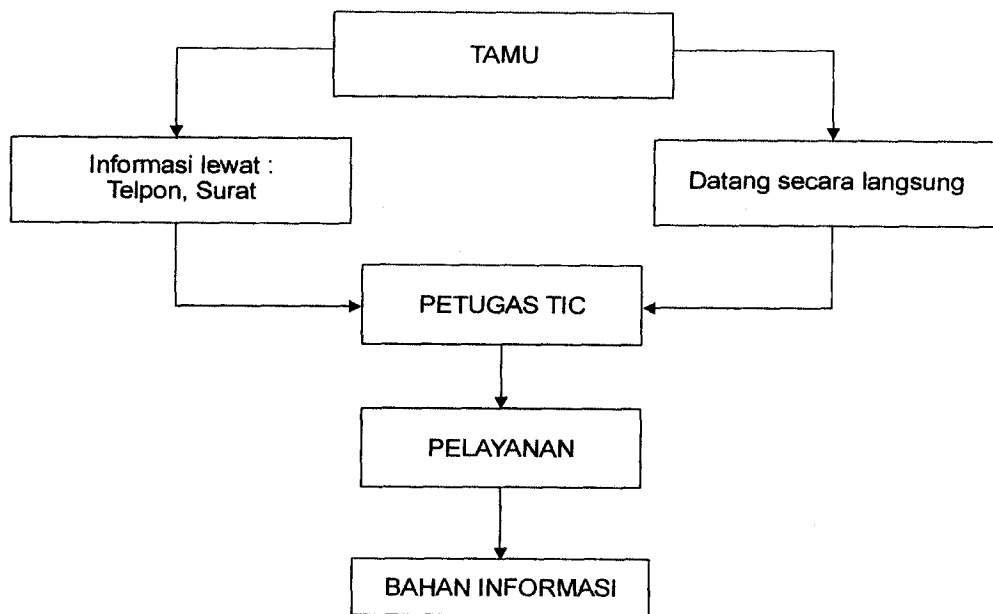 TAMU
Informasi lewat :
Telpon, Surat
Datang secara langsung
PETUGAS TIC
PELAYANAN
BAHAN INFORMASI